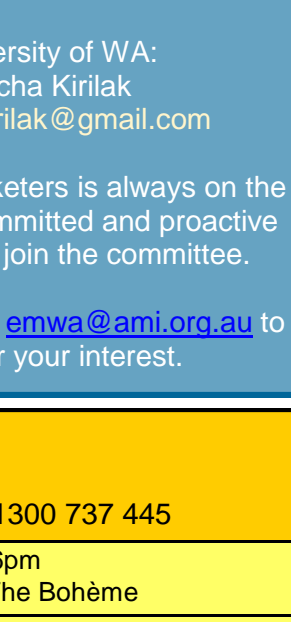 ersity of WA:
cha Kirilak
rilak@gmail.com
keters is always on the
mmitted and proactive
join the committee.
emwa@ami.org.au to
r your interest.
1300 737 445
6pm
The Bohème